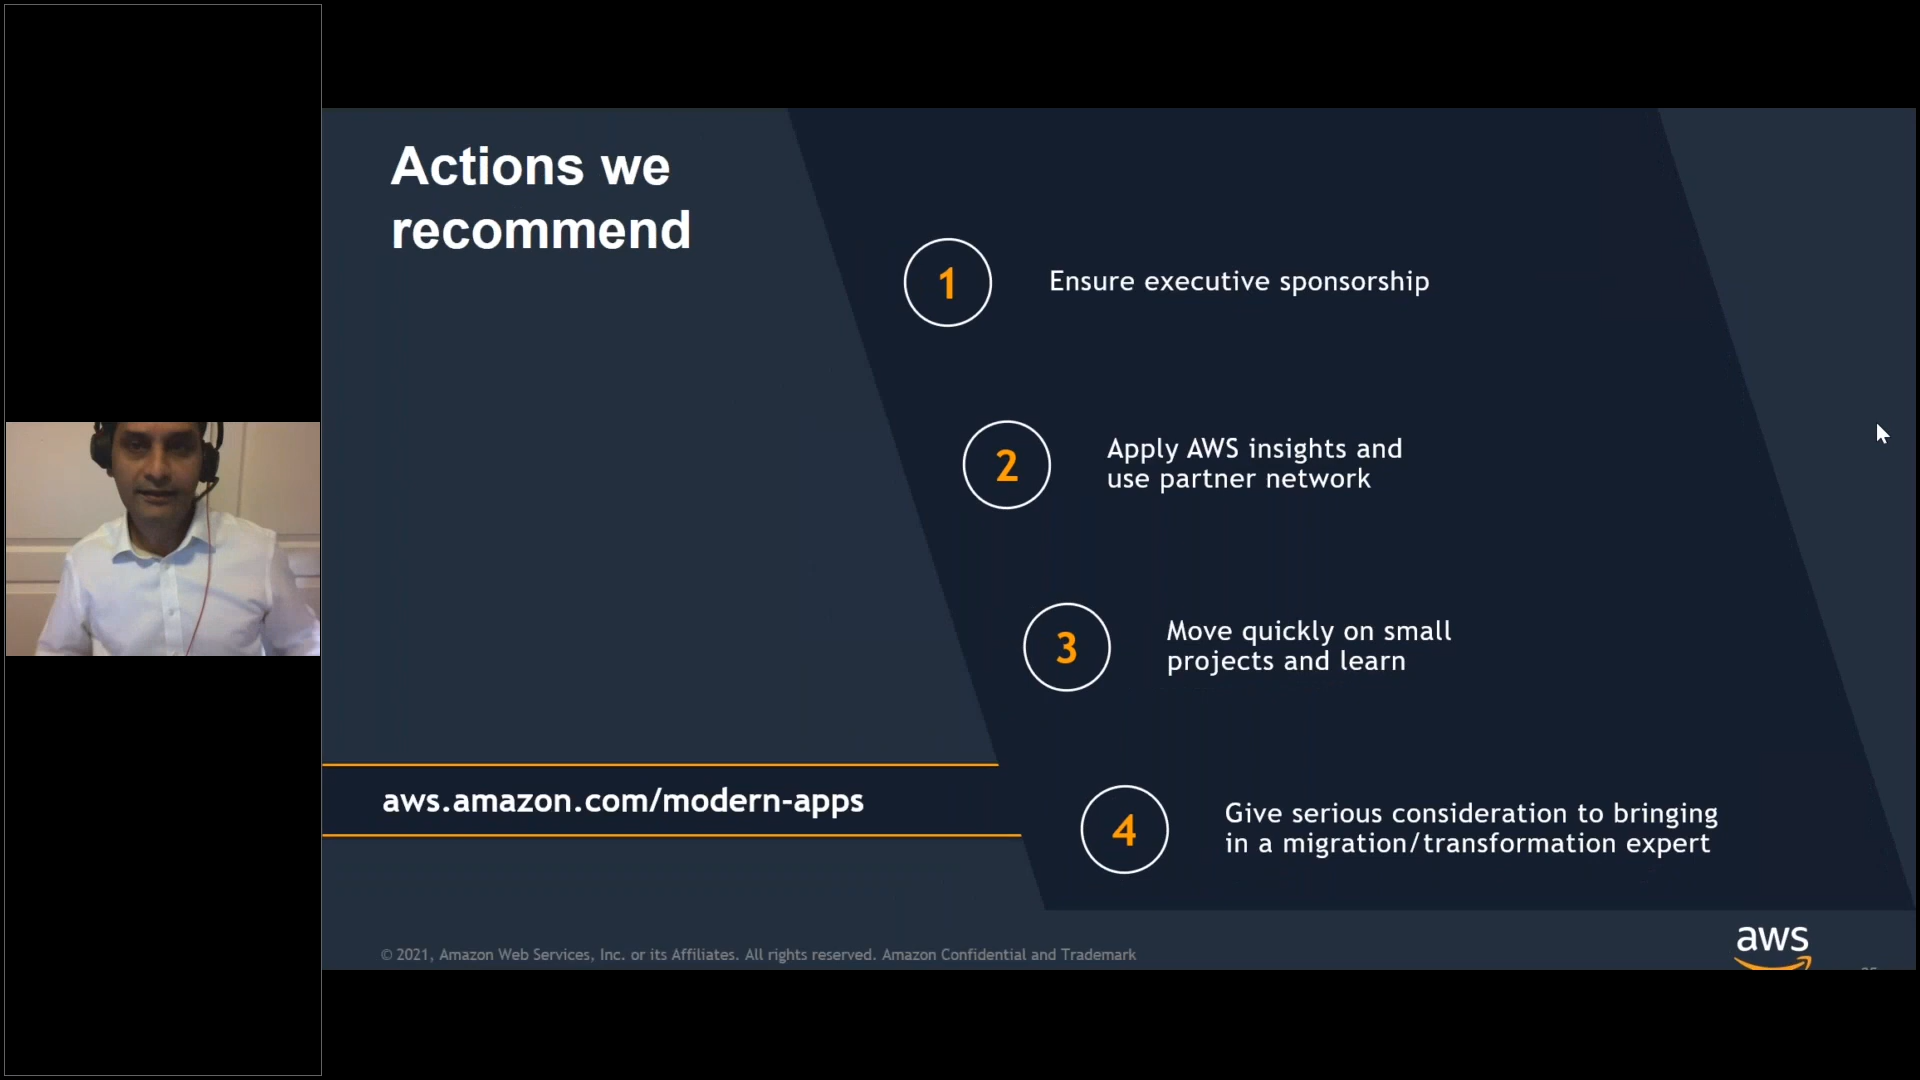 Actions we
recommend
1
Ensure executive sponsorship
2
Apply AWS insights and
use partner network
3
Move quickly on small
projects and learn
aws.amazon.com/modern-apps
4
Give serious consideration to bringing
in a migration/transformation expert
© 2021, Amazon Web Services, Inc. or its Affiliates. All rights reserved. Amazon Confidential and Trademark
aws